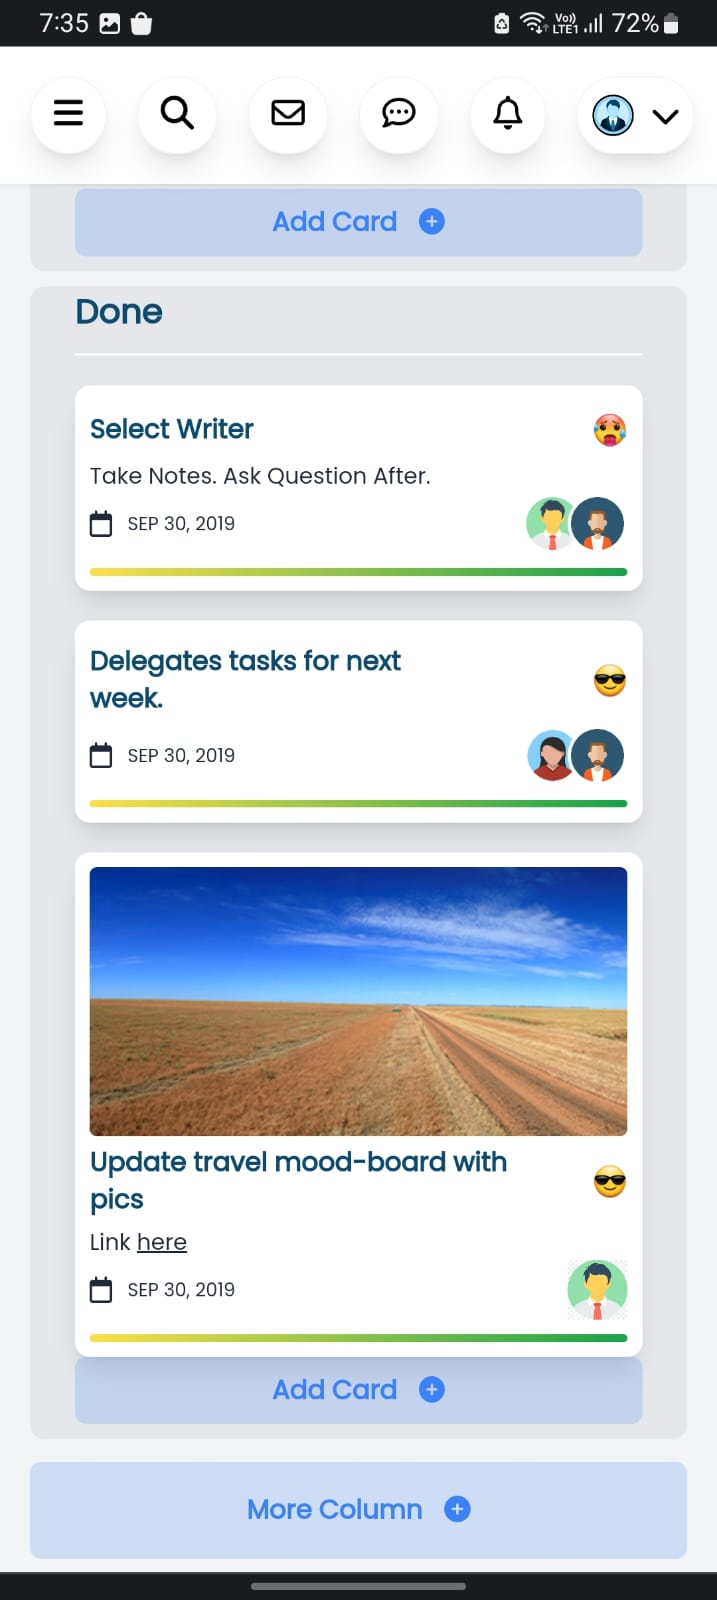 7:35
Vo))
LTE1
72%
Add Card
Done
Select Writer
Take Notes. Ask Question After.
SEP 30, 2019
Delegates tasks for next
week.
SEP 30, 2019
Update travel mood-board with
pics
Link here
SEP 30, 2019
Add Card
More Column